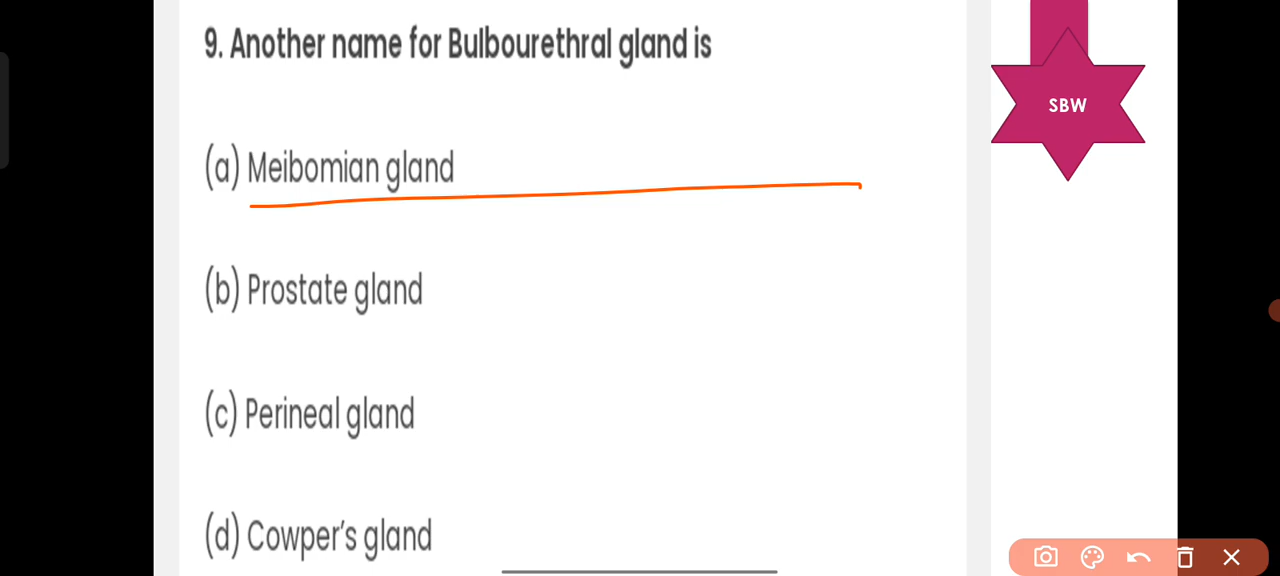 9. Another name for Bulbourethral gland is
SBW
(a) Meibomian gland
(b) Prostate gland
(c) Perineal gland
(d) Cowper's gland